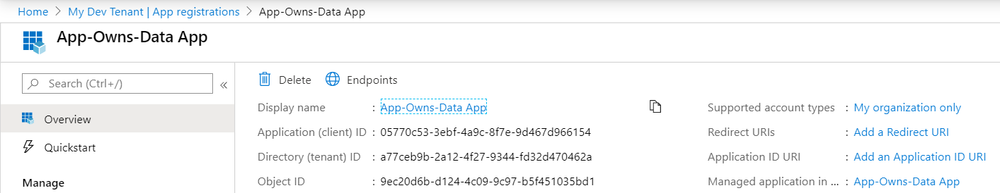 Home > My Dev Tenant | App registrations > App-Owns-Data App
App-Owns-Data App
Search (Ctrl+/) «
Overview
Quickstart
Manage
Delete Endpoints
Display name : App-Owns-Data App
Application (client) ID : 05770c53-3ebf-4a9c-8f7e-9d467d966154
Directory (tenant) ID : a77ceb9b-2a12-4f27-9344-fd32d470462a
Object ID : 9ec20d6b-d124-4c09-9c97-b5f451035bd1
Supported account types : My organization only
Redirect URIs : Add a Redirect URI
Application ID URI : Add an Application ID URI
Managed application in ... : App-Owns-Data App